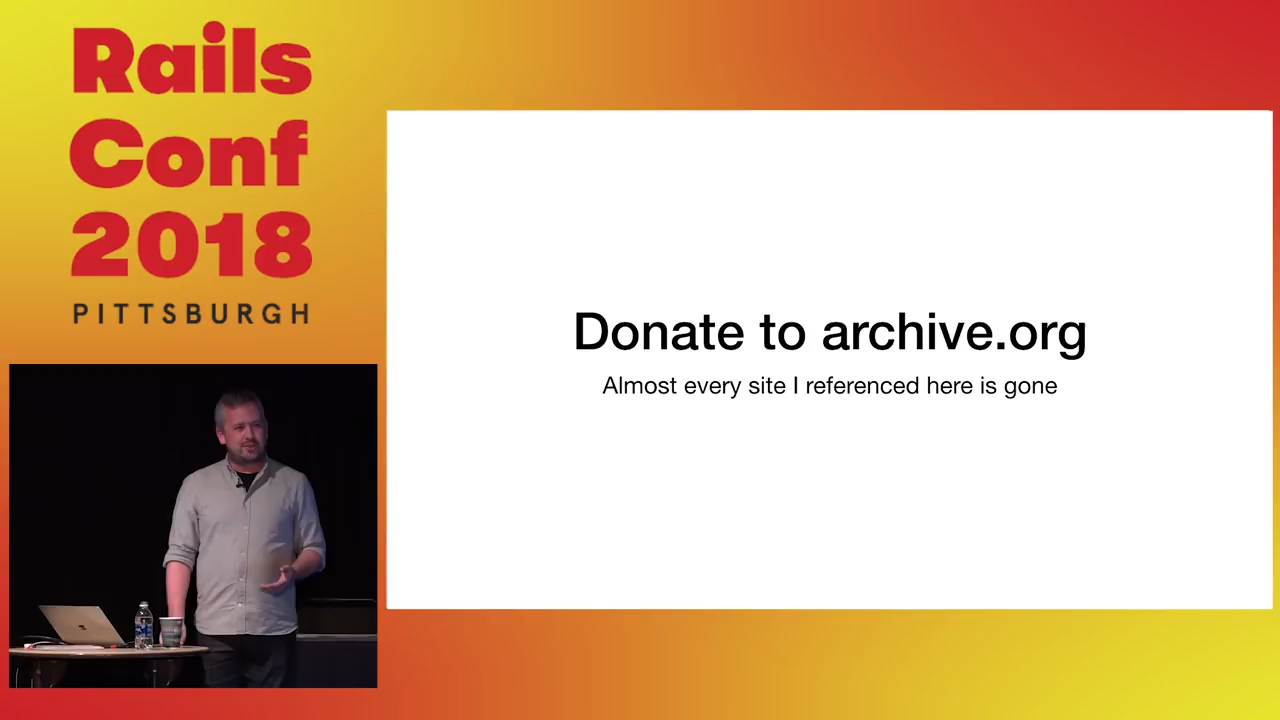 Rails
Conf
2018
PITTSBURGH
Donate to archive.org
Almost every site I referenced here is gone